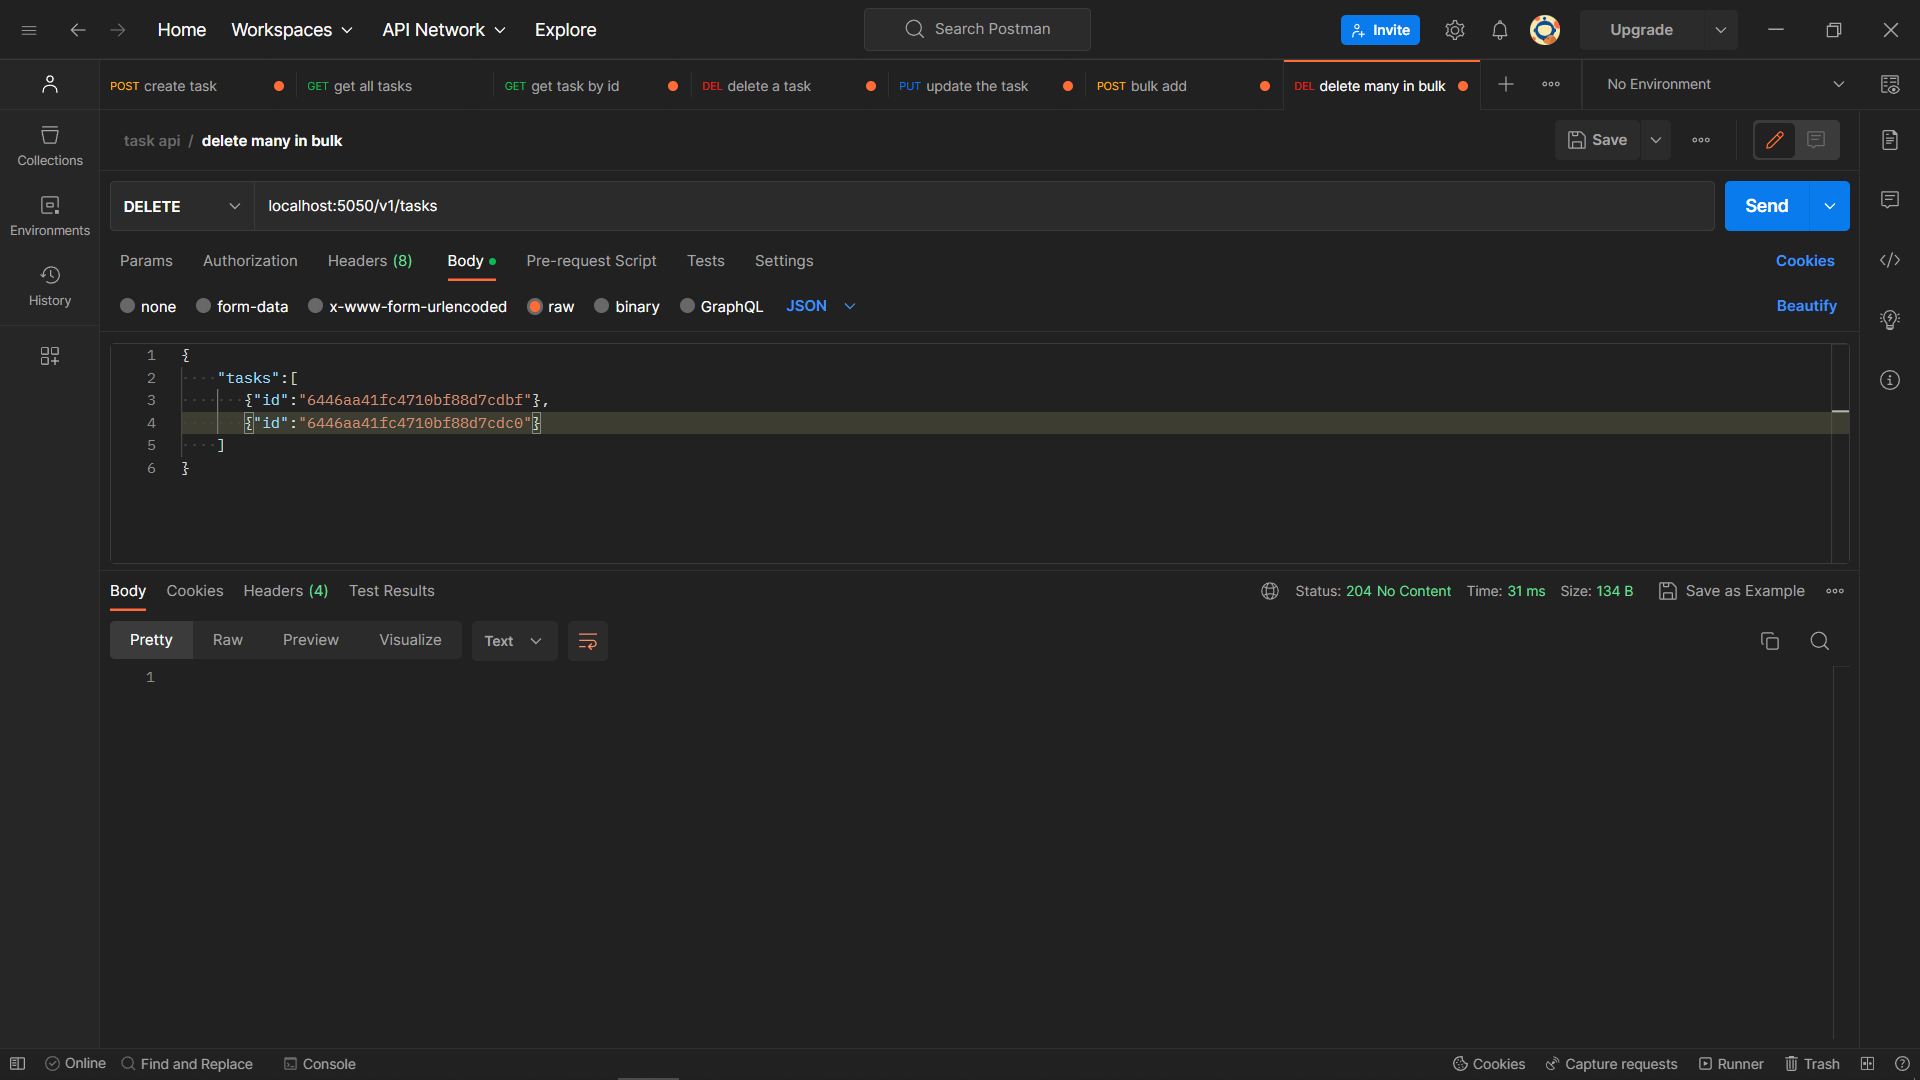 Home Workspaces API Network Explore Search Postman Invite Upgrade
POST create task GET get all tasks GET get task by id DEL delete a task PUT update the task POST bulk add DEL delete many in bulk No Environment
Collections
Environments
History
task api / delete many in bulk Save
DELETE localhost:5050/v1/tasks Send
Params Authorization Headers (8) Body Pre-request Script Tests Settings Cookies
none form-data x-www-form-urlencoded raw binary GraphQL JSON Beautify
1 {
2 "tasks":[
3 {"id":"6446aa41fc4710bf88d7cdbf"},
4 {"id":"6446aa41fc4710bf88d7cdc0"}
5 ]
6 }
Body Cookies Headers (4) Test Results Status: 204 No Content Time: 31 ms Size: 134 B Save as Example
Pretty Raw Preview Visualize Text
1
Online Find and Replace Console Cookies Capture requests Runner Trash